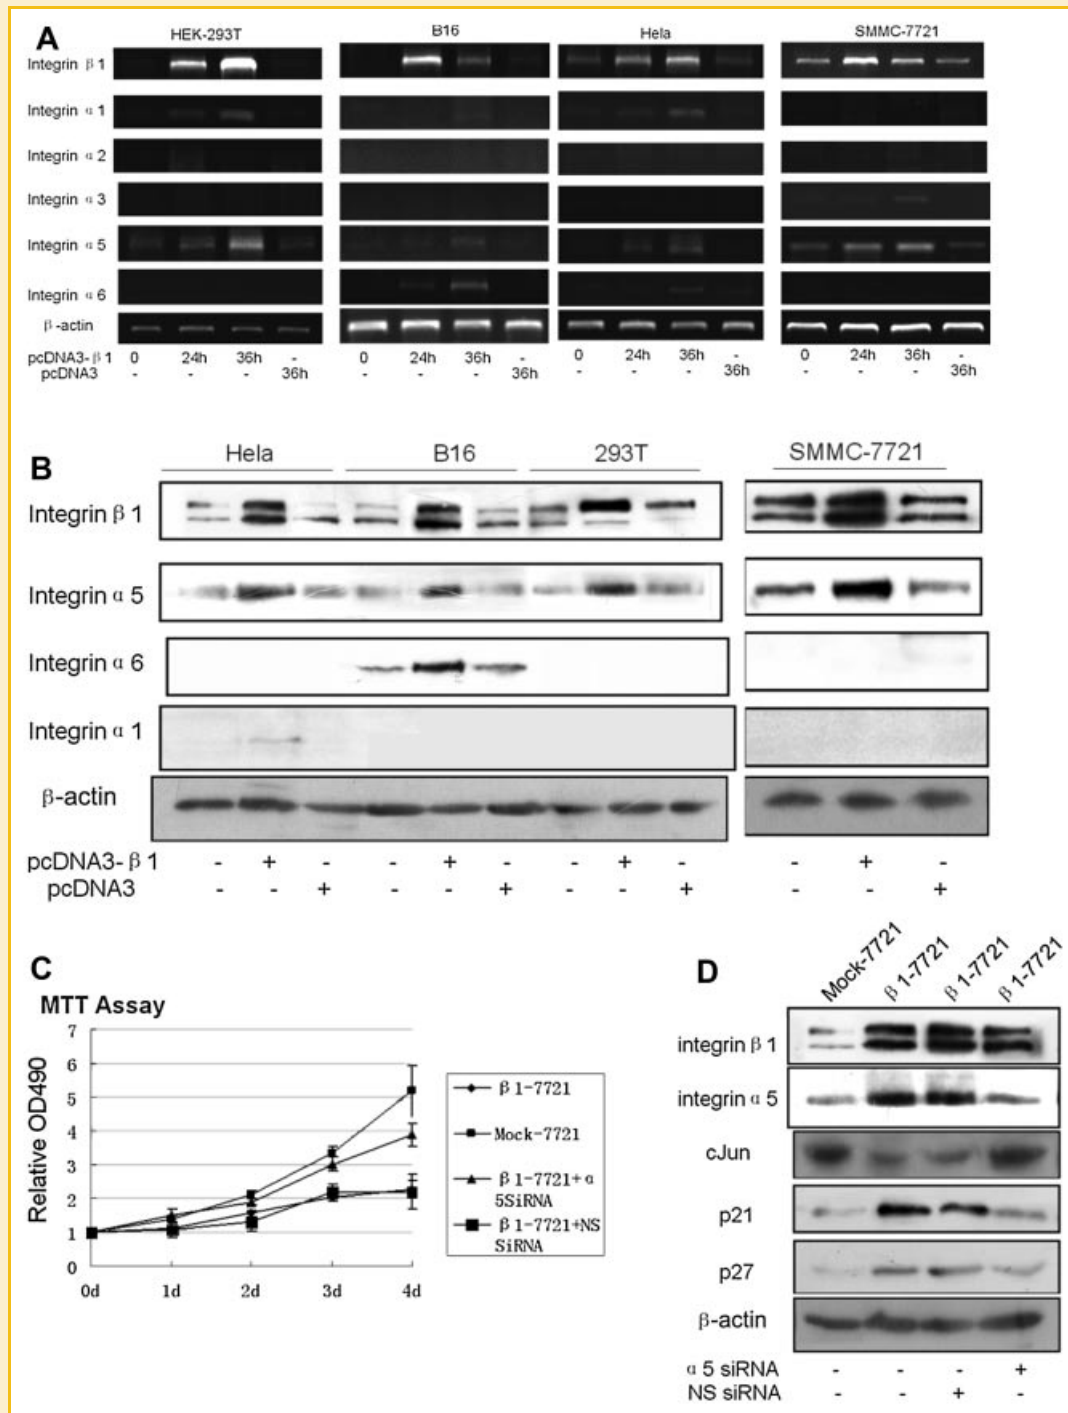 A
HEK-293T B16 Hela SMMC-7721
Integrin β 1
Integrin α 1
Integrin α 2
Integrin α 3
Integrin α 5
Integrin α 6
β-actin
pcDNA3-β 1 0 24h 36h - 0 24h 36h - 0 24h 36h - 0 24h 36h -
pcDNA3 - - - 36h - - - 36h - - - 36h - - - 36h
B
Hela B16 293T SMMC-7721
Integrin β 1
Integrin α 5
Integrin α 6
Integrin α 1
β-actin
pcDNA3-β 1 - + - - + - - + - - + -
pcDNA3 - - + - - + - - + - - +
C
MTT Assay
Relative OD490
7
6
5
4
3
2
1
0
0d 1d 2d 3d 4d
β 1-7721
Mock-7721
β 1-7721+α
5SiRNA
β 1-7721+NS
SiRNA
D
Mock-7721 β 1-7721 β 1-7721 β 1-7721
integrin β 1
integrin α 5
cJun
p21
p27
β-actin
α 5 siRNA - - - +
NS siRNA - - + -